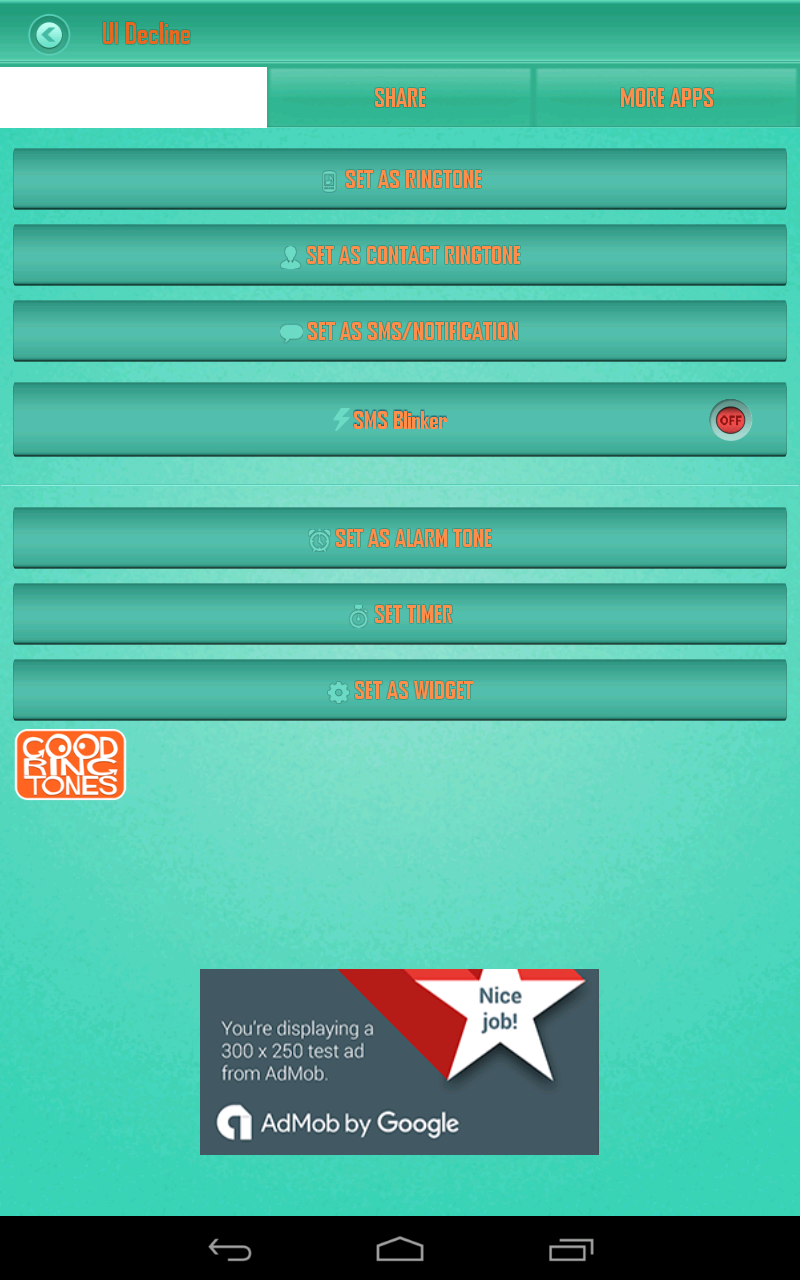 UI Decline
SHARE
MORE APPS
SET AS RINGTONE
SET AS CONTACT RINGTONE
SET AS SMS/NOTIFICATION
SMS Blinker
OFF
SET AS ALARM TONE
SET TIMER
SET AS WIDGET
GOOD
RING
TONES
Nice
job!
You're displaying a
300 x 250 test ad
from AdMob.
AdMob by Google